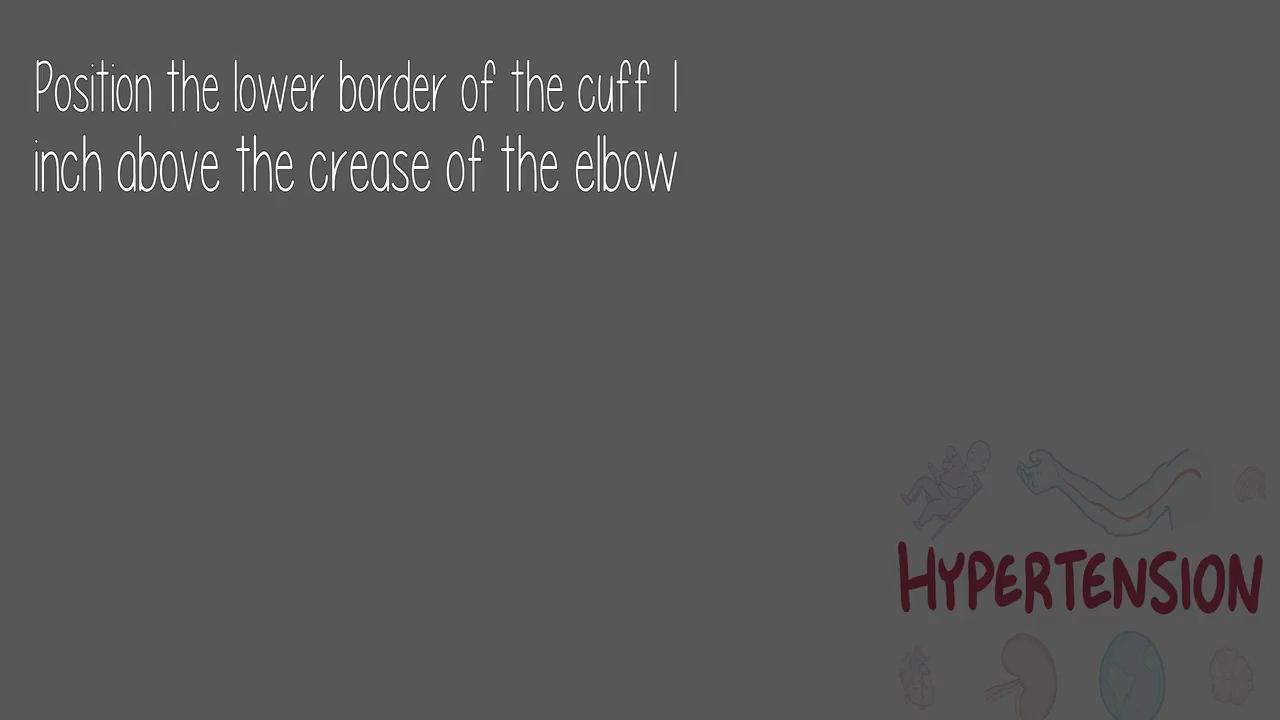 Position the lower border of the cuff 1
inch above the crease of the elbow
HYPERTENSION